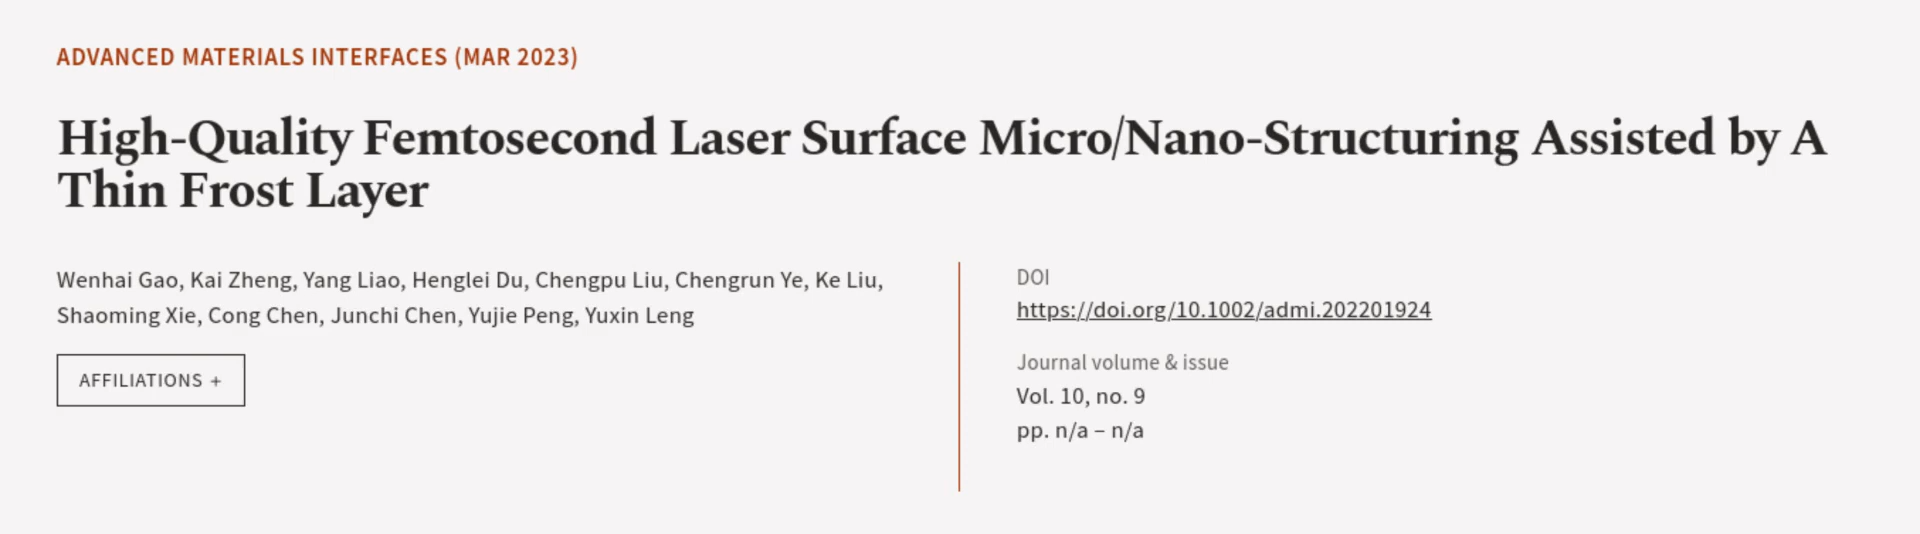 ADVANCED MATERIALS INTERFACES (MAR 2023)
High-Quality Femtosecond Laser Surface Micro/Nano-Structuring Assisted by A
Thin Frost Layer
Wenhai Gao, Kai Zheng, Yang Liao, Henglei Du, Chengpu Liu, Chengrun Ye, Ke Liu,
Shaoming Xie, Cong Chen, Junchi Chen, Yujie Peng, Yuxin Leng
AFFILIATIONS +
DOI
https://doi.org/10.1002/admi.202201924
Journal volume & issue
Vol. 10, no. 9
pp. n/a – n/a